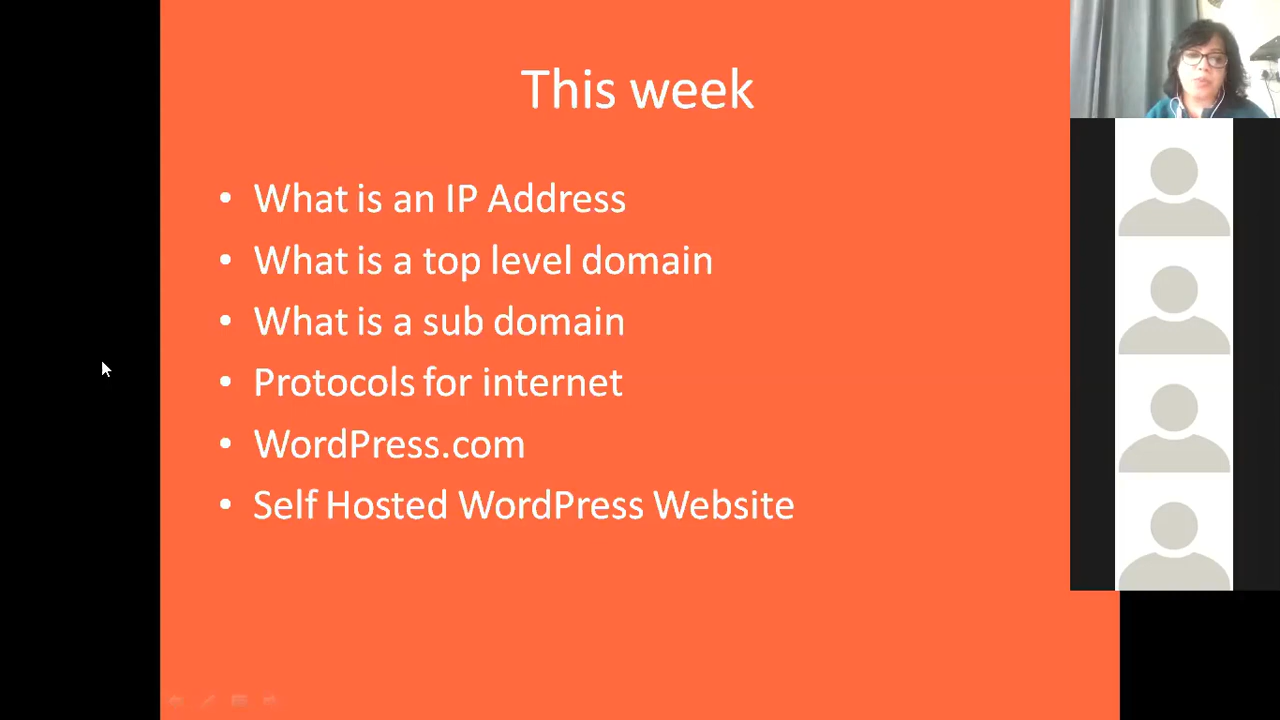 This week
• What is an IP Address
• What is a top level domain
• What is a sub domain
• Protocols for internet
• WordPress.com
• Self Hosted WordPress Website